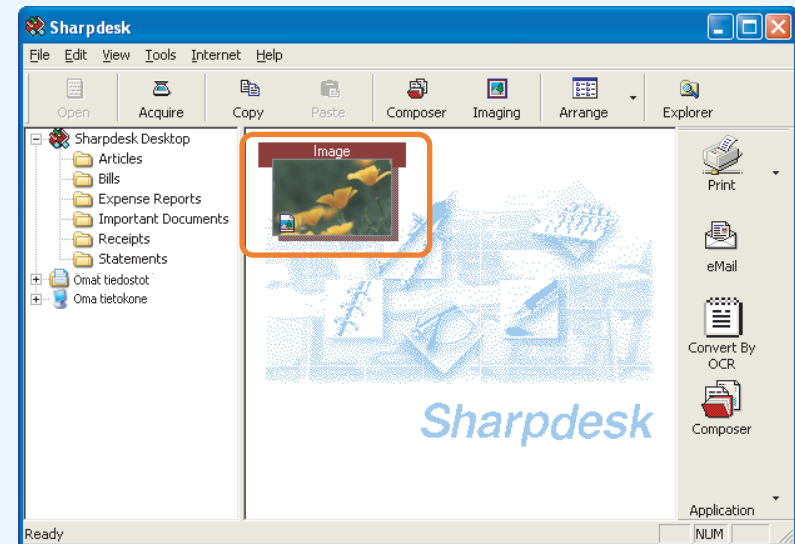 Sharpdesk
File Edit View Tools Internet Help
Open Acquire Copy Paste Composer Imaging Arrange Explorer
Sharpdesk Desktop
Articles
Bills
Expense Reports
Important Documents
Receipts
Statements
Omat tiedostot
Oma tietokone
Image
Sharpdesk
Print
eMail
Convert By
OCR
Composer
Application
Ready NUM